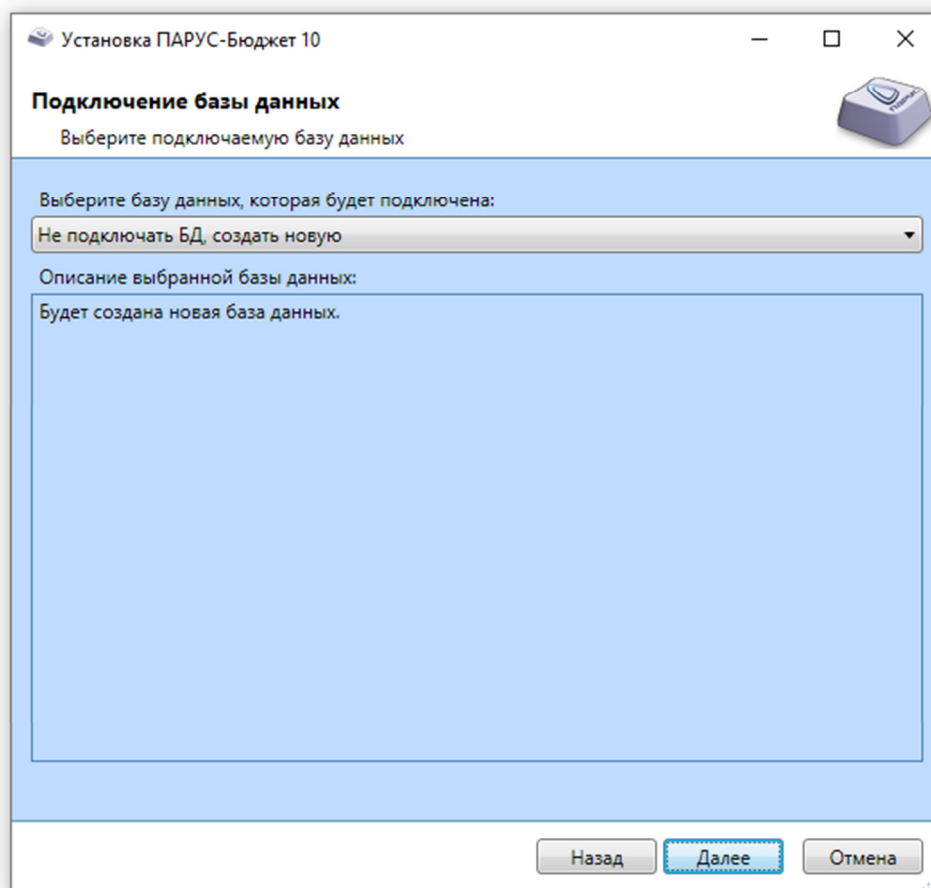 Установка ПАРУС-Бюджет 10
Подключение базы данных
Выберите подключаемую базу данных
ПАРУС
Выберите базу данных, которая будет подключена:
Не подключать БД, создать новую
Описание выбранной базы данных:
Будет создана новая база данных.
Назад
Далее
Отмена